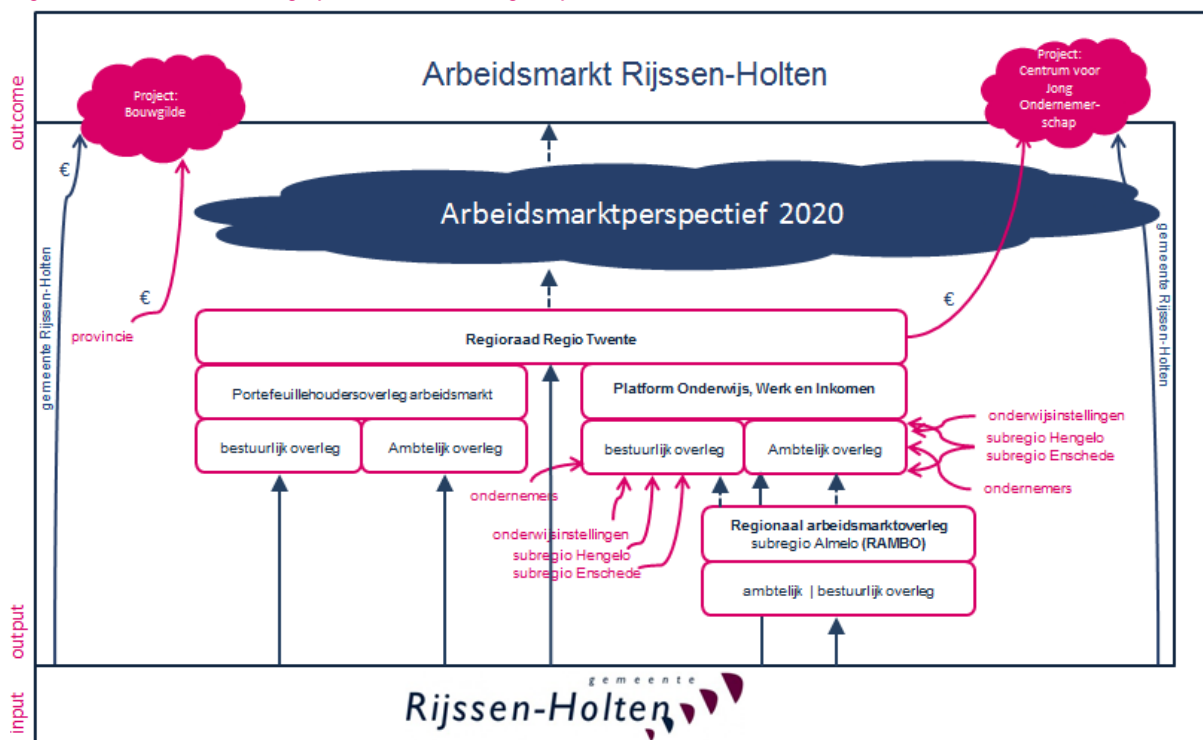 Arbeidsmarkt Rijssen-Holten
Project:
Bouwgilde
Project:
Centrum voor
Jong
Ondernemer-
schap
outcome
€
Arbeidsmarktperspectief 2020
gemeente Rijssen-Holten
gemeente Rijssen-Holten
€
€
provincie
Regioraad Regio Twente
Portefeuillehoudersoverleg arbeidsmarkt
Platform Onderwijs, Werk en Inkomen
bestuurlijk overleg
Ambtelijk overleg
bestuurlijk overleg
Ambtelijk overleg
onderwijsinstellingen
subregio Hengelo
subregio Enschede
ondernemers
ondernemers
onderwijsinstellingen
subregio Hengelo
subregio Enschede
Regionaal arbeidsmarktoverleg
subregio Almelo (RAMBO)
ambtelijk | bestuurlijk overleg
output
input
gemeente
Rijssen-Holten